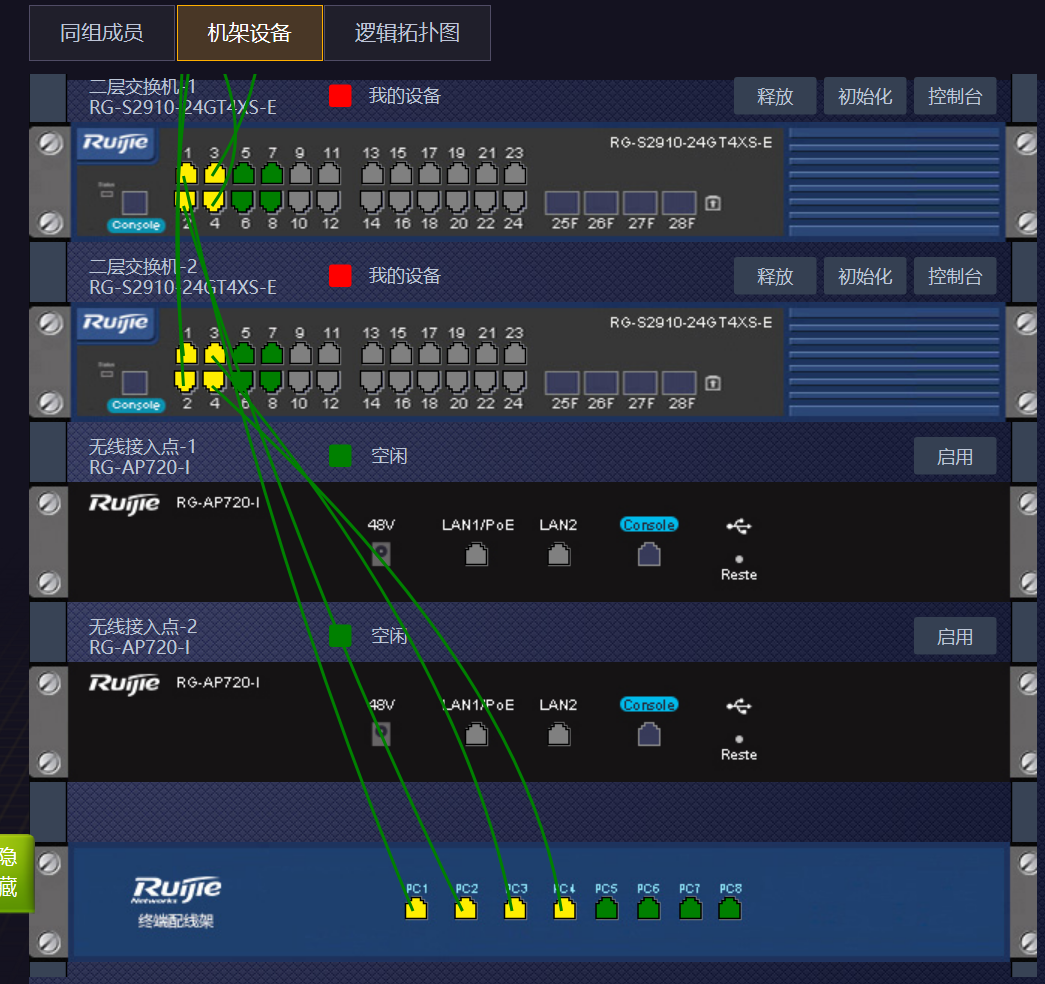 同组成员 机架设备 逻辑拓扑图
二层交换机-1
RG-S2910-24GT4XS-E
我的设备 释放 初始化 控制台
Ruijie RG-S2910-24GT4XS-E
1 3 5 7 9 11 13 15 17 19 21 23
Console
2 4 6 8 10 12 14 16 18 20 22 24 25F 26F 27F 28F
二层交换机-2
RG-S2910-24GT4XS-E
我的设备 释放 初始化 控制台
Ruijie RG-S2910-24GT4XS-E
1 3 5 7 9 11 13 15 17 19 21 23
Console
2 4 6 8 10 12 14 16 18 20 22 24 25F 26F 27F 28F
无线接入点-1
RG-AP720-I
空闲 启用
Ruijie RG-AP720-I
48V LAN1/PoE LAN2 Console
Reste
无线接入点-2
RG-AP720-I
空闲 启用
Ruijie RG-AP720-I
48V LAN1/PoE LAN2 Console
Reste
隐
藏
Ruijie
Networks
终端配线架
PC1 PC2 PC3 PC4 PC5 PC6 PC7 PC8